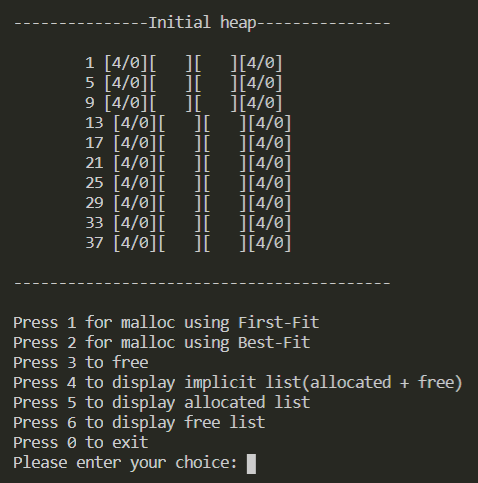 ---------------Initial heap---------------
1 [4/0][   ][   ][4/0]
5 [4/0][   ][   ][4/0]
9 [4/0][   ][   ][4/0]
13 [4/0][   ][   ][4/0]
17 [4/0][   ][   ][4/0]
21 [4/0][   ][   ][4/0]
25 [4/0][   ][   ][4/0]
29 [4/0][   ][   ][4/0]
33 [4/0][   ][   ][4/0]
37 [4/0][   ][   ][4/0]
------------------------------------------
Press 1 for malloc using First-Fit
Press 2 for malloc using Best-Fit
Press 3 to free
Press 4 to display implicit list(allocated + free)
Press 5 to display allocated list
Press 6 to display free list
Press 0 to exit
Please enter your choice: